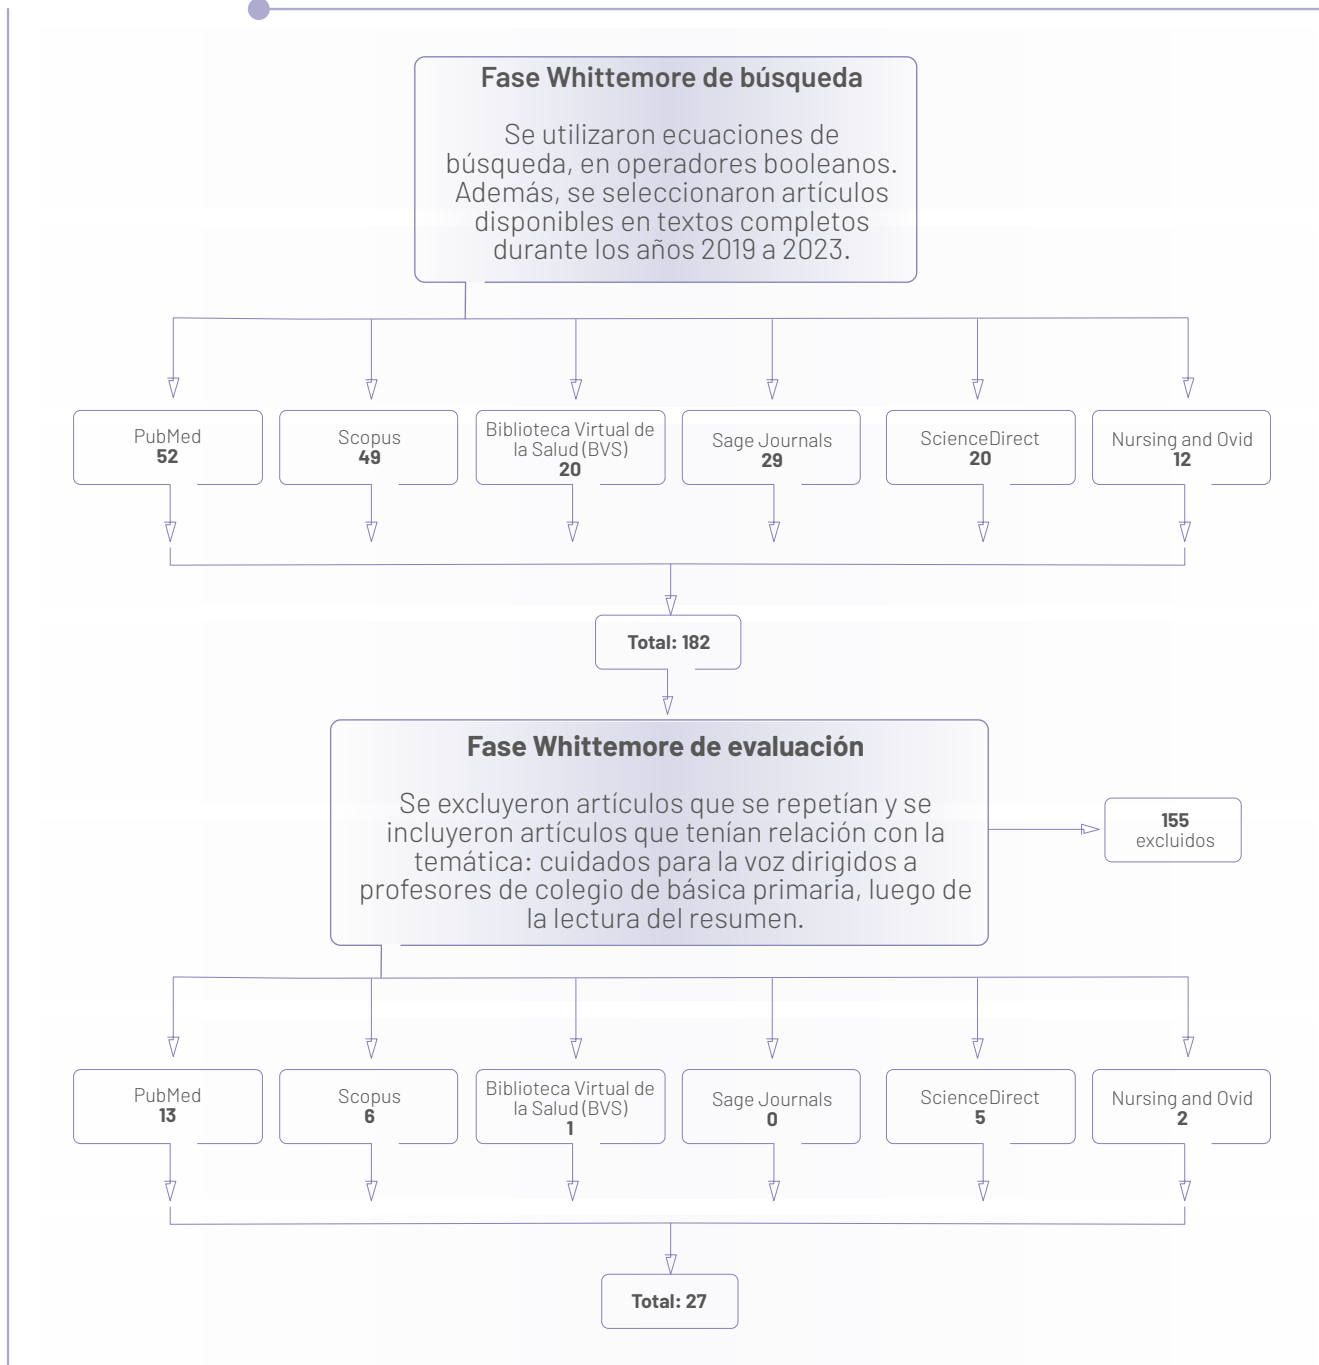 Fase Whittemore de búsqueda
Se utilizaron ecuaciones de
búsqueda, en operadores booleanos.
Además, se seleccionaron artículos
disponibles en textos completos
durante los años 2019 a 2023.
PubMed
52
Scopus
49
Biblioteca Virtual de
la Salud (BVS)
20
Sage Journals
29
ScienceDirect
20
Nursing and Ovid
12
Total: 182
Fase Whittemore de evaluación
Se excluyeron artículos que se repetían y se
incluyeron artículos que tenían relación con la
temática: cuidados para la voz dirigidos a
profesores de colegio de básica primaria, luego de
la lectura del resumen.
155
excluidos
PubMed
13
Scopus
6
Biblioteca Virtual de
la Salud (BVS)
1
Sage Journals
0
ScienceDirect
5
Nursing and Ovid
2
Total: 27